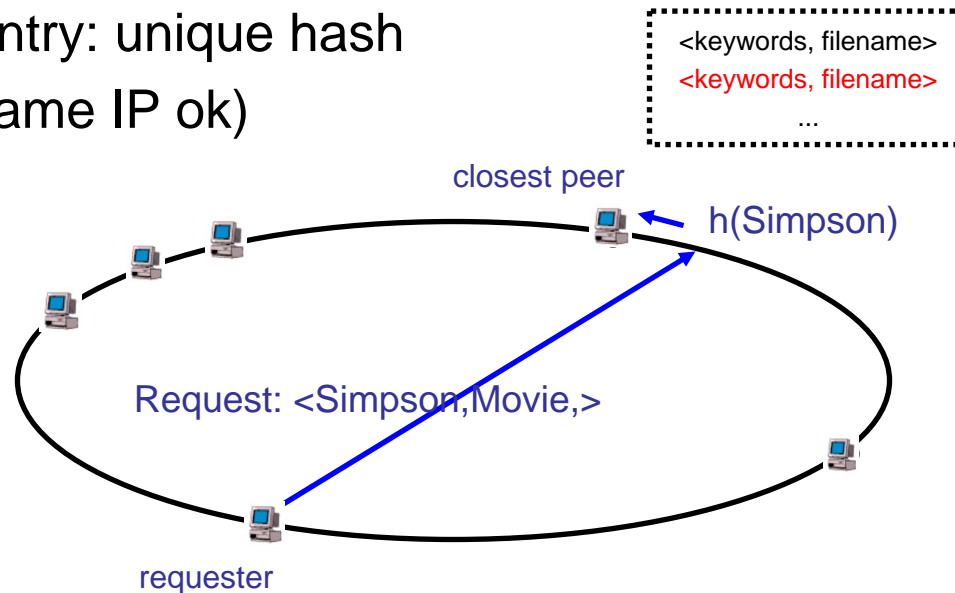 ntry: unique hash
ame IP ok)
<keywords, filename>
<keywords, filename>
...
closest peer
h(Simpson)
Request: <Simpson,Movie,>
requester